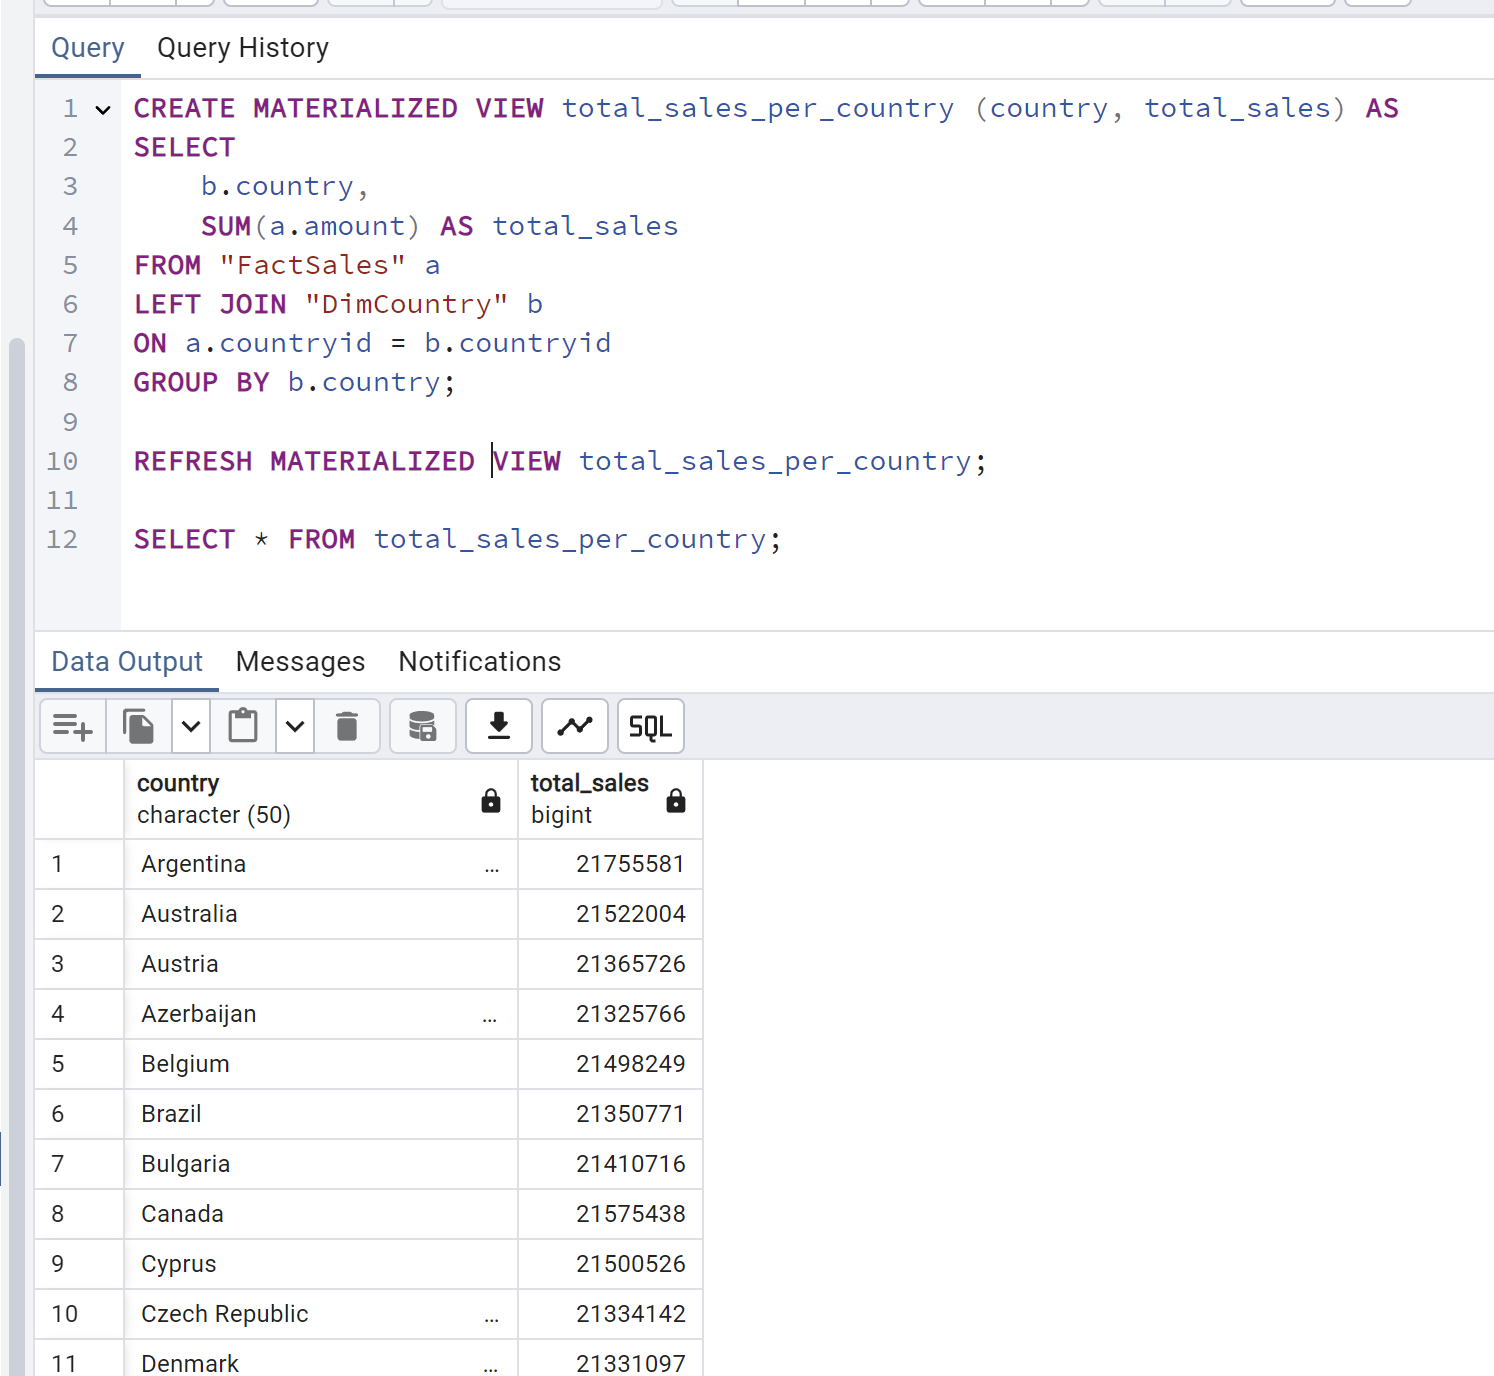 Query Query History
1 CREATE MATERIALIZED VIEW total_sales_per_country (country, total_sales) AS
2 SELECT
3 b.country,
4 SUM(a.amount) AS total_sales
5 FROM "FactSales" a
6 LEFT JOIN "DimCountry" b
7 ON a.countryid = b.countryid
8 GROUP BY b.country;
9
10 REFRESH MATERIALIZED VIEW total_sales_per_country;
11
12 SELECT * FROM total_sales_per_country;
Data Output Messages Notifications
SQL
country total_sales
character (50) bigint
1 Argentina ... 21755581
2 Australia 21522004
3 Austria 21365726
4 Azerbaijan ... 21325766
5 Belgium 21498249
6 Brazil 21350771
7 Bulgaria 21410716
8 Canada 21575438
9 Cyprus 21500526
10 Czech Republic ... 21334142
11 Denmark ... 21331097